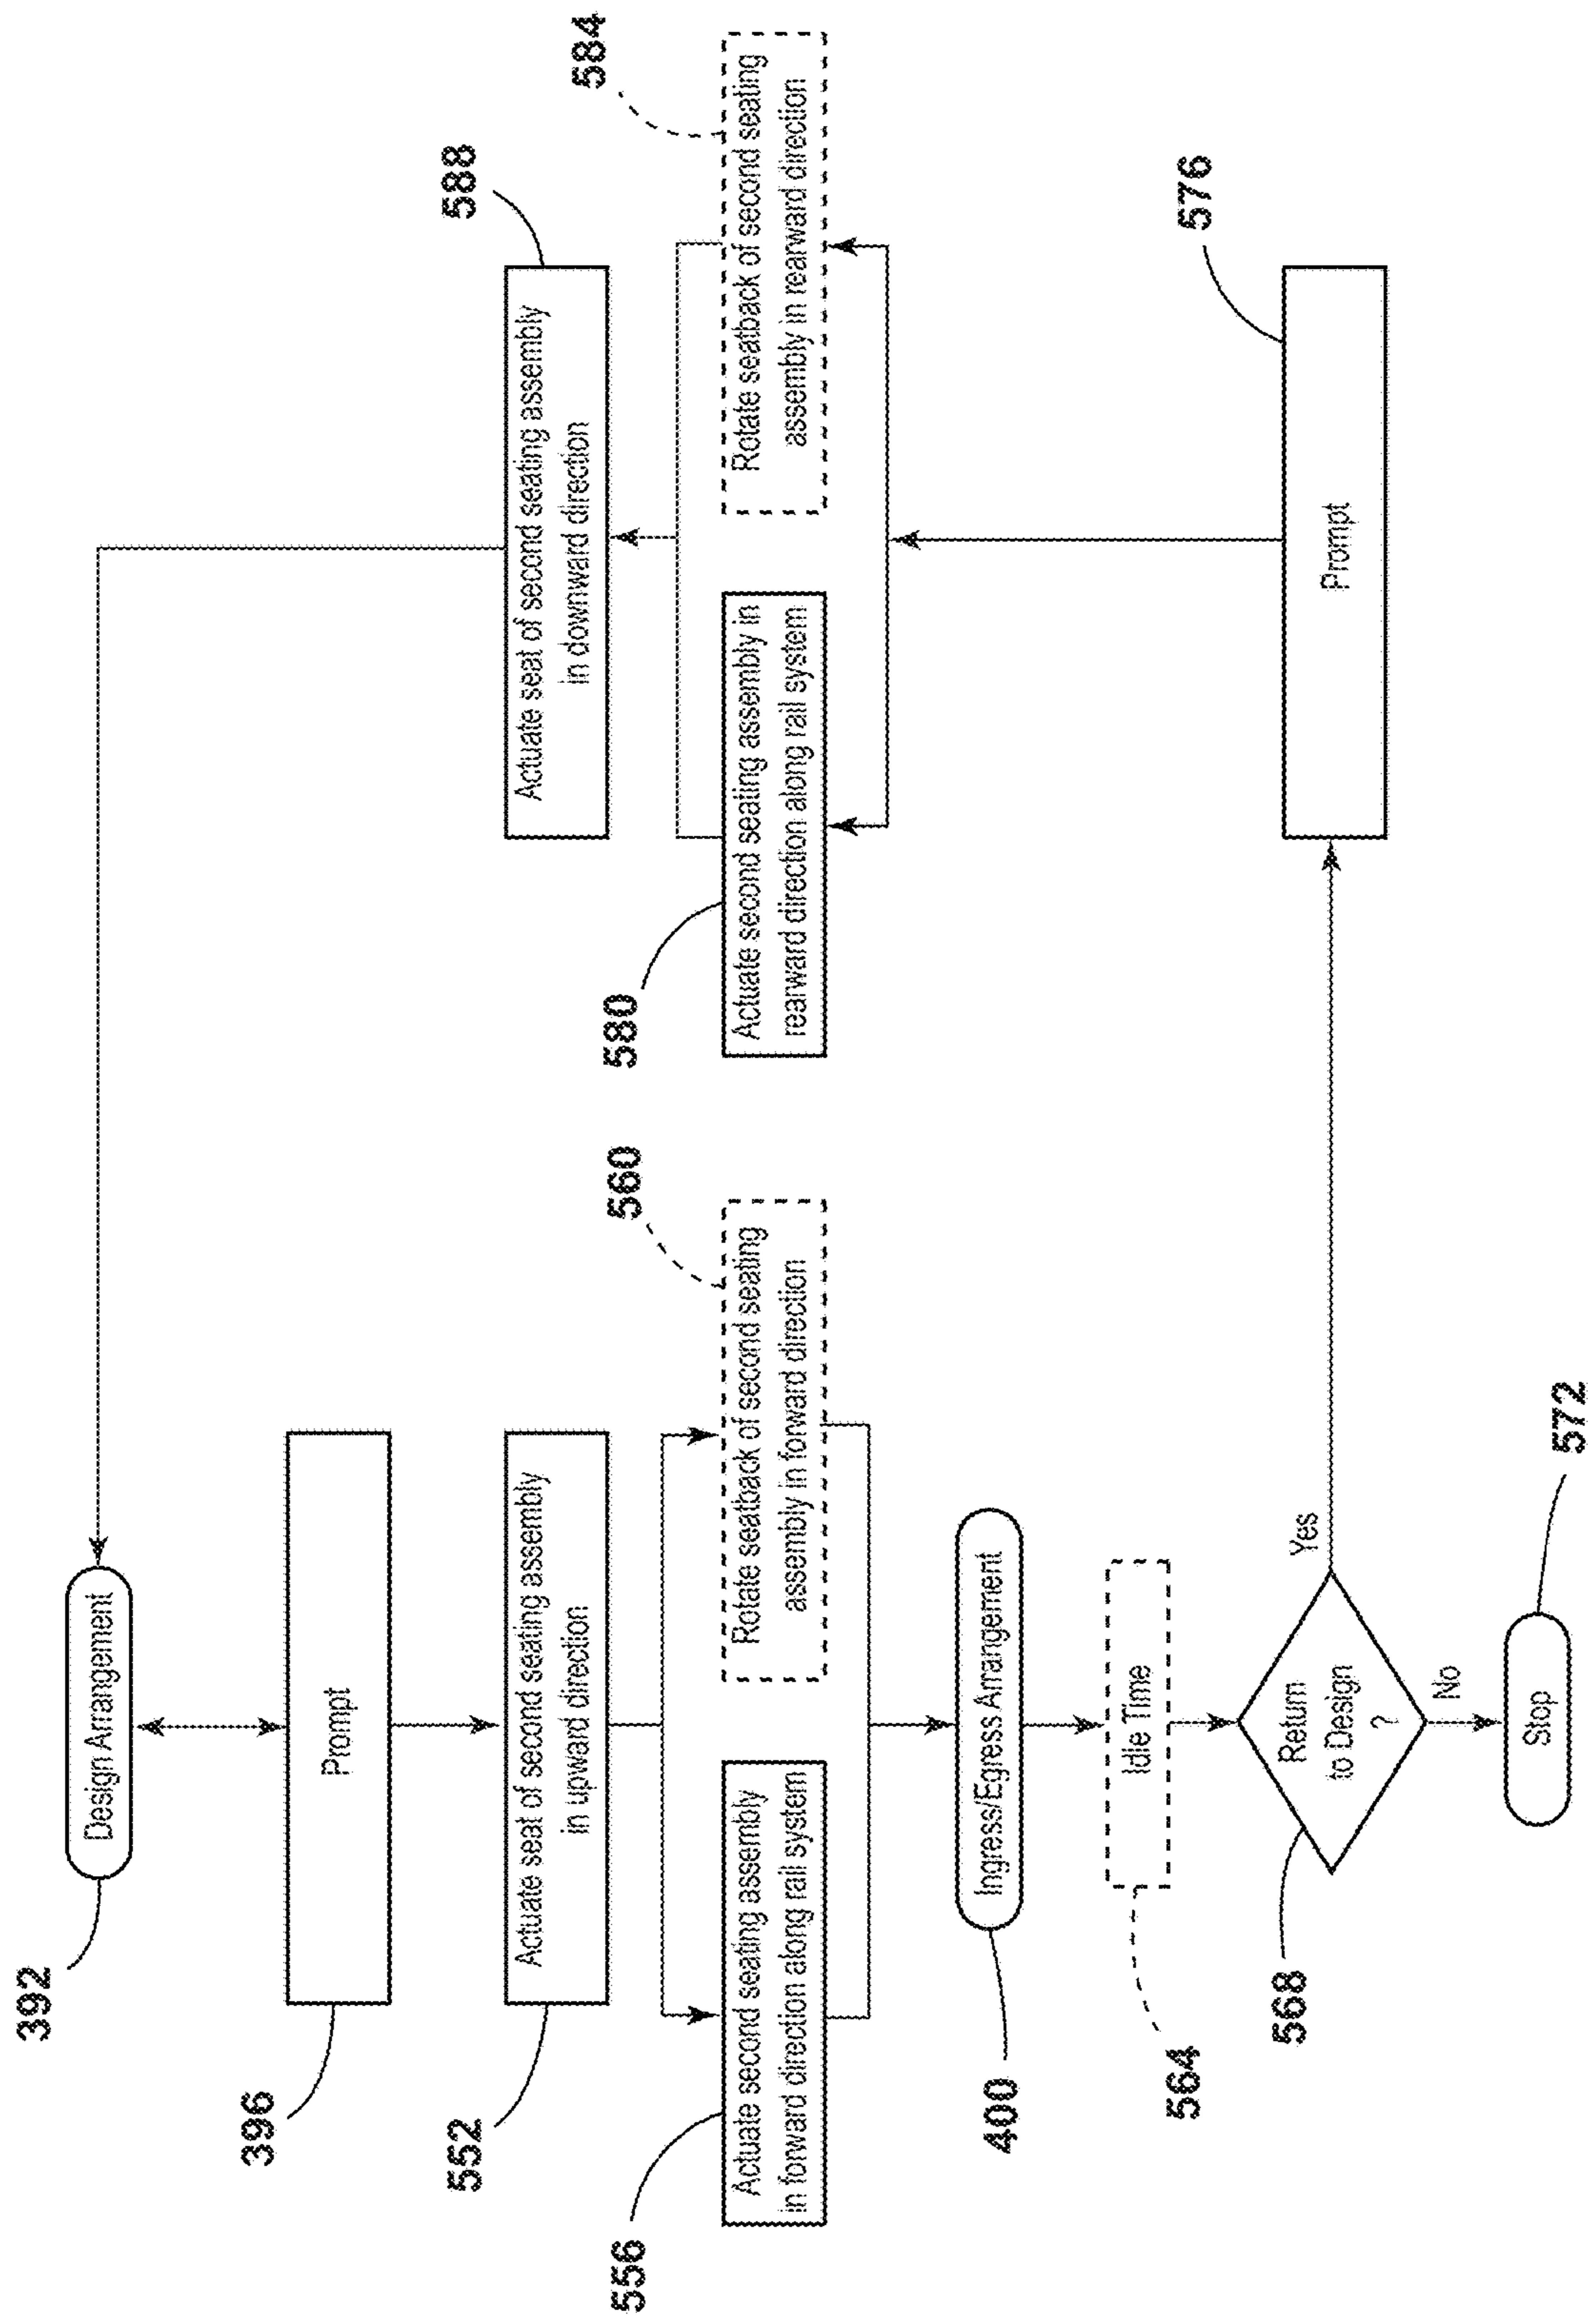 392
Design Arrangement
396
Prompt
552
Actuate seat of second seating assembly
in upward direction
556
Actuate second seating assembly
in forward direction along rail system
560
Rotate seatback of second seating
assembly in forward direction
400
Ingress/Egress Arrangement
564
Idle Time
568
Return
to Design
?
Yes
No
Stop
572
588
Actuate seat of second seating assembly
in downward direction
580
Actuate second seating assembly in
rearward direction along rail system
584
Rotate seatback of second seating
assembly in rearward direction
576
Prompt